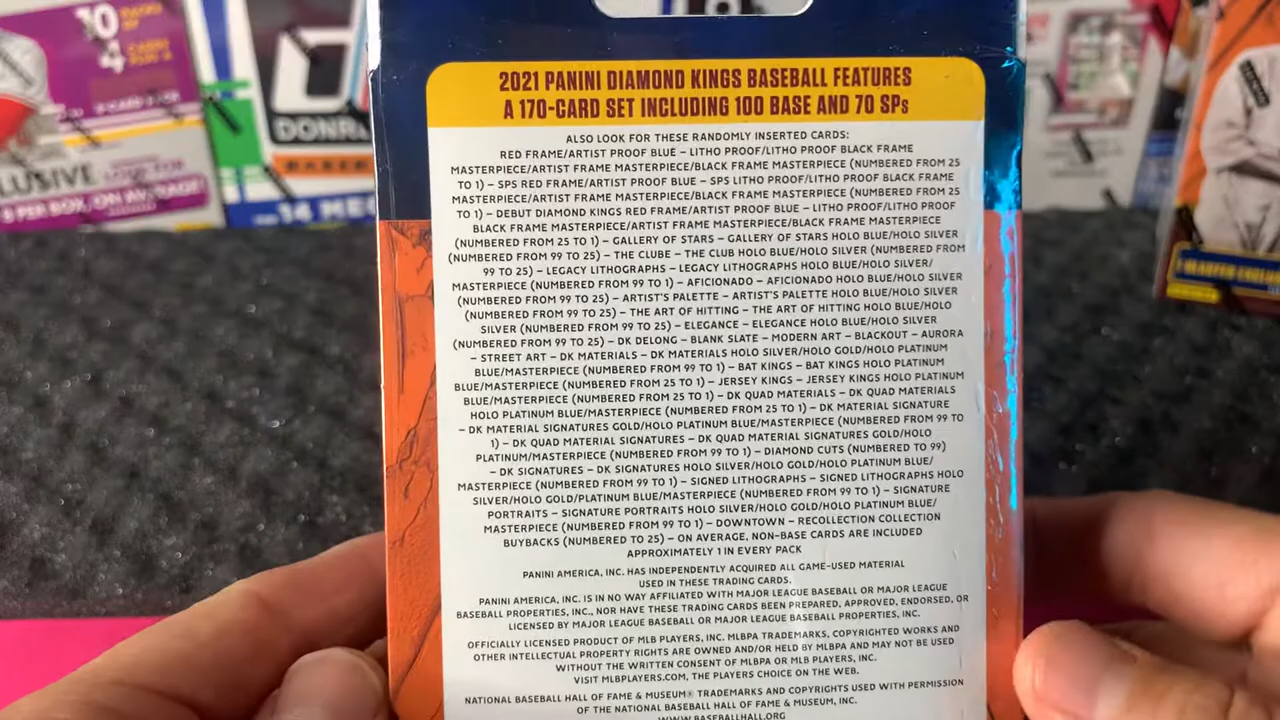 10
4 CARDS
LUSIVE
5 PER BOX, ON AVERAGE!
DONR
BASEBA
2021 PANINI DIAMOND KINGS BASEBALL FEATURES
A 170-CARD SET INCLUDING 100 BASE AND 70 SPs
ALSO LOOK FOR THESE RANDOMLY INSERTED CARDS:
RED FRAME/ARTIST PROOF BLUE – LITHO PROOF/LITHO PROOF BLACK FRAME
MASTERPIECE/ARTIST FRAME MASTERPIECE/BLACK FRAME MASTERPIECE (NUMBERED FROM 25
TO 1) – SPS RED FRAME/ARTIST PROOF BLUE – SPS LITHO PROOF/LITHO PROOF BLACK FRAME
MASTERPIECE/ARTIST FRAME MASTERPIECE/BLACK FRAME MASTERPIECE (NUMBERED FROM 25
TO 1) – DEBUT DIAMOND KINGS RED FRAME/ARTIST PROOF BLUE – LITHO PROOF/LITHO PROOF
BLACK FRAME MASTERPIECE/ARTIST FRAME MASTERPIECE/BLACK FRAME MASTERPIECE
(NUMBERED FROM 25 TO 1) – GALLERY OF STARS – GALLERY OF STARS HOLO BLUE/HOLO SILVER
(NUMBERED FROM 99 TO 25) – THE CLUBE – THE CLUB HOLO BLUE/HOLO SILVER (NUMBERED FROM
99 TO 25) – LEGACY LITHOGRAPHS – LEGACY LITHOGRAPHS HOLO BLUE/HOLO SILVER/
MASTERPIECE (NUMBERED FROM 99 TO 1) – AFICIONADO – AFICIONADO HOLO BLUE/HOLO SILVER
(NUMBERED FROM 99 TO 25) – ARTIST'S PALETTE – ARTIST'S PALETTE HOLO BLUE/HOLO SILVER
(NUMBERED FROM 99 TO 25) – THE ART OF HITTING – THE ART OF HITTING HOLO BLUE/HOLO
SILVER (NUMBERED FROM 99 TO 25) – ELEGANCE – ELEGANCE HOLO BLUE/HOLO SILVER
(NUMBERED FROM 99 TO 25) – DK DELONG – BLANK SLATE – MODERN ART – BLACKOUT – AURORA
– STREET ART – DK MATERIALS – DK MATERIALS HOLO SILVER/HOLO GOLD/HOLO PLATINUM
BLUE/MASTERPIECE (NUMBERED FROM 99 TO 1) – BAT KINGS – BAT KINGS HOLO PLATINUM
BLUE/MASTERPIECE (NUMBERED FROM 25 TO 1) – JERSEY KINGS – JERSEY KINGS HOLO PLATINUM
BLUE/MASTERPIECE (NUMBERED FROM 25 TO 1) – DK QUAD MATERIALS – DK QUAD MATERIALS
HOLO PLATINUM BLUE/MASTERPIECE (NUMBERED FROM 25 TO 1) – DK MATERIAL SIGNATURE
– DK MATERIAL SIGNATURES GOLD/HOLO PLATINUM BLUE/MASTERPIECE (NUMBERED FROM 99 TO
1) – DK QUAD MATERIAL SIGNATURES – DK QUAD MATERIAL SIGNATURES GOLD/HOLO
PLATINUM/MASTERPIECE (NUMBERED FROM 99 TO 1) – DIAMOND CUTS (NUMBERED TO 99)
– DK SIGNATURES – DK SIGNATURES HOLO SILVER/HOLO GOLD/HOLO PLATINUM BLUE/
MASTERPIECE (NUMBERED FROM 99 TO 1) – SIGNED LITHOGRAPHS – SIGNED LITHOGRAPHS HOLO
SILVER/HOLO GOLD/PLATINUM BLUE/MASTERPIECE (NUMBERED FROM 99 TO 1) – SIGNATURE
PORTRAITS – SIGNATURE PORTRAITS HOLO SILVER/HOLO GOLD/HOLO PLATINUM BLUE/
MASTERPIECE (NUMBERED FROM 99 TO 1) – DOWNTOWN – RECOLLECTION COLLECTION
BUYBACKS (NUMBERED TO 25) – ON AVERAGE, NON-BASE CARDS ARE INCLUDED
APPROXIMATELY 1 IN EVERY PACK
PANINI AMERICA, INC. HAS INDEPENDENTLY ACQUIRED ALL GAME-USED MATERIAL
USED IN THESE TRADING CARDS.
PANINI AMERICA, INC. IS IN NO WAY AFFILIATED WITH MAJOR LEAGUE BASEBALL OR MAJOR LEAGUE
BASEBALL PROPERTIES, INC., NOR HAVE THESE TRADING CARDS BEEN PREPARED, APPROVED, ENDORSED, OR
LICENSED BY MAJOR LEAGUE BASEBALL OR MAJOR LEAGUE BASEBALL PROPERTIES, INC.
OFFICIALLY LICENSED PRODUCT OF MLB PLAYERS, INC. MLBPA TRADEMARKS, COPYRIGHTED WORKS AND
OTHER INTELLECTUAL PROPERTY RIGHTS ARE OWNED AND/OR HELD BY MLBPA AND MAY NOT BE USED
WITHOUT THE WRITTEN CONSENT OF MLBPA OR MLB PLAYERS, INC.
VISIT MLBPLAYERS.COM, THE PLAYERS CHOICE ON THE WEB.
NATIONAL BASEBALL HALL OF FAME & MUSEUM® TRADEMARKS AND COPYRIGHTS USED WITH PERMISSION
OF THE NATIONAL BASEBALL HALL OF FAME & MUSEUM, INC.
WWW.BASEBALLHALL.ORG